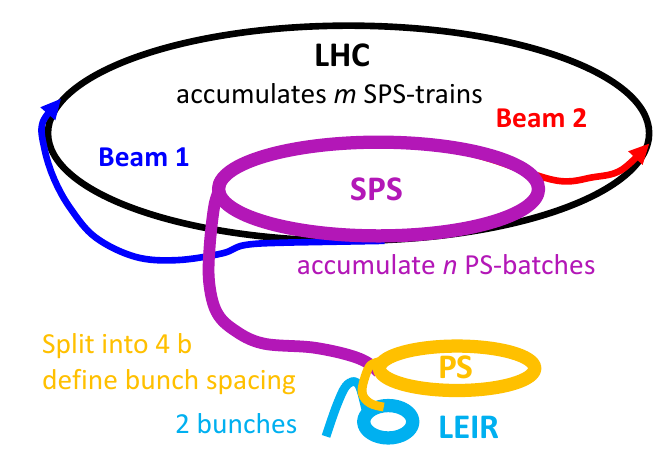 LHC
accumulates m SPS-trains
Beam 2
Beam 1
SPS
accumulate n PS-batches
Split into 4 b
define bunch spacing
PS
2 bunches
LEIR